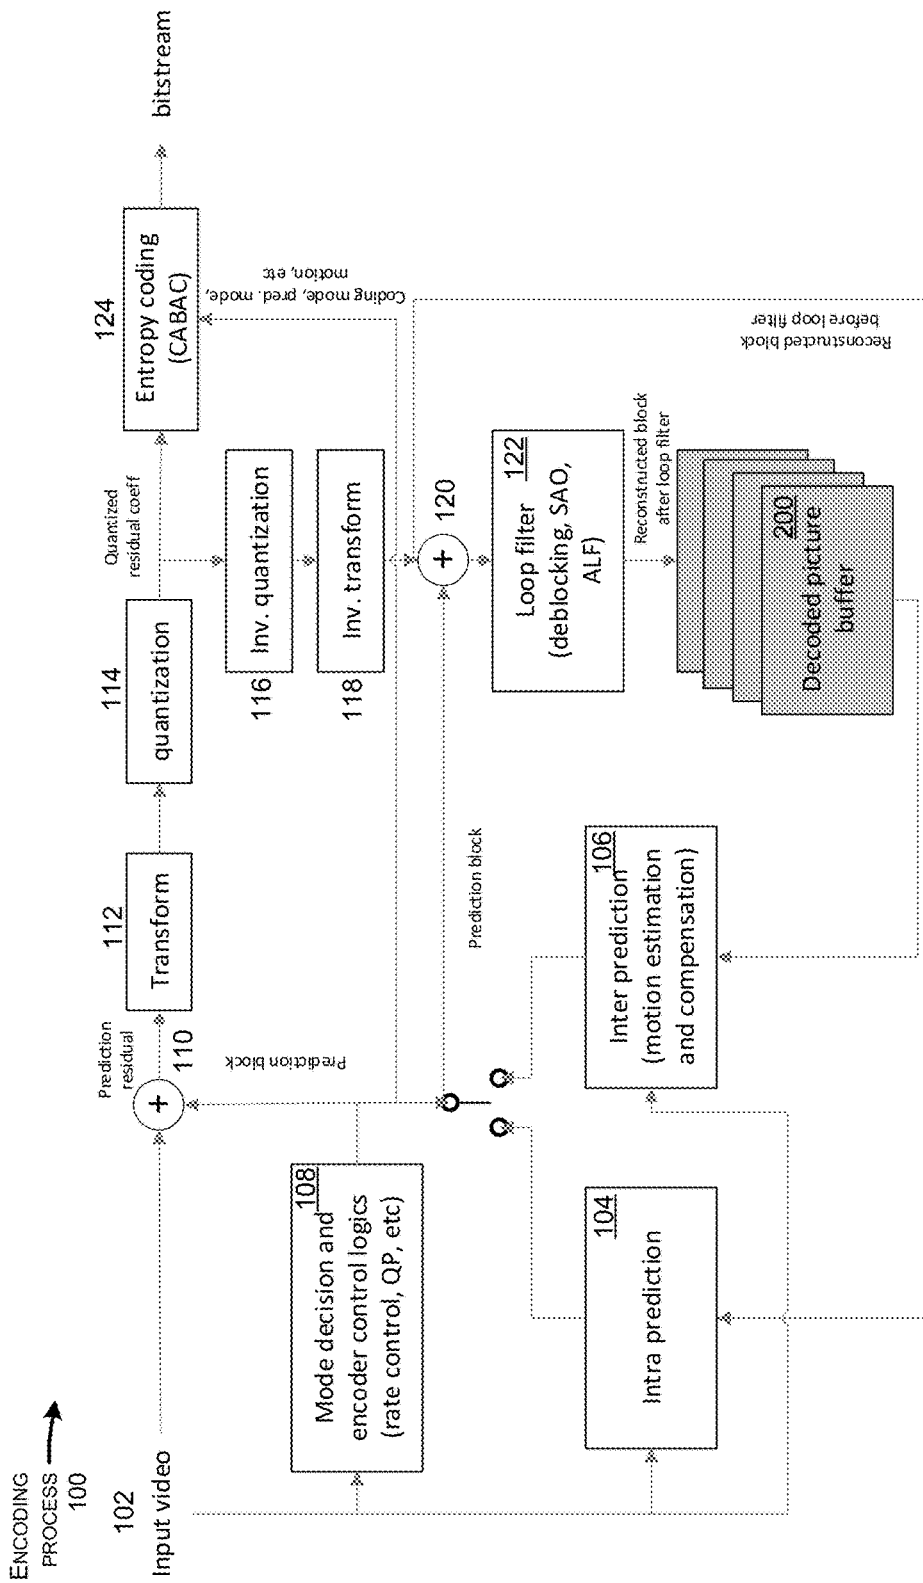 ENCODING
PROCESS
100
102
Input video
Prediction
residual
110
112
Transform
114
quantization
Quantized
residual coeff
124
Entropy coding
(CABAC)
bitstream
116
Inv. quantization
118
Inv. transform
Coding mode, pred. mode,
motion, etc
Prediction block
108
Mode decision and
encoder control logics
(rate control, QP, etc)
Prediction block
120
122
Loop filter
(deblocking, SAO,
ALF)
Reconstructed block
before loop filter
Reconstructed block
after loop filter
104
Intra prediction
106
Inter prediction
(motion estimation
and compensation)
200
Decoded picture
buffer
+
+